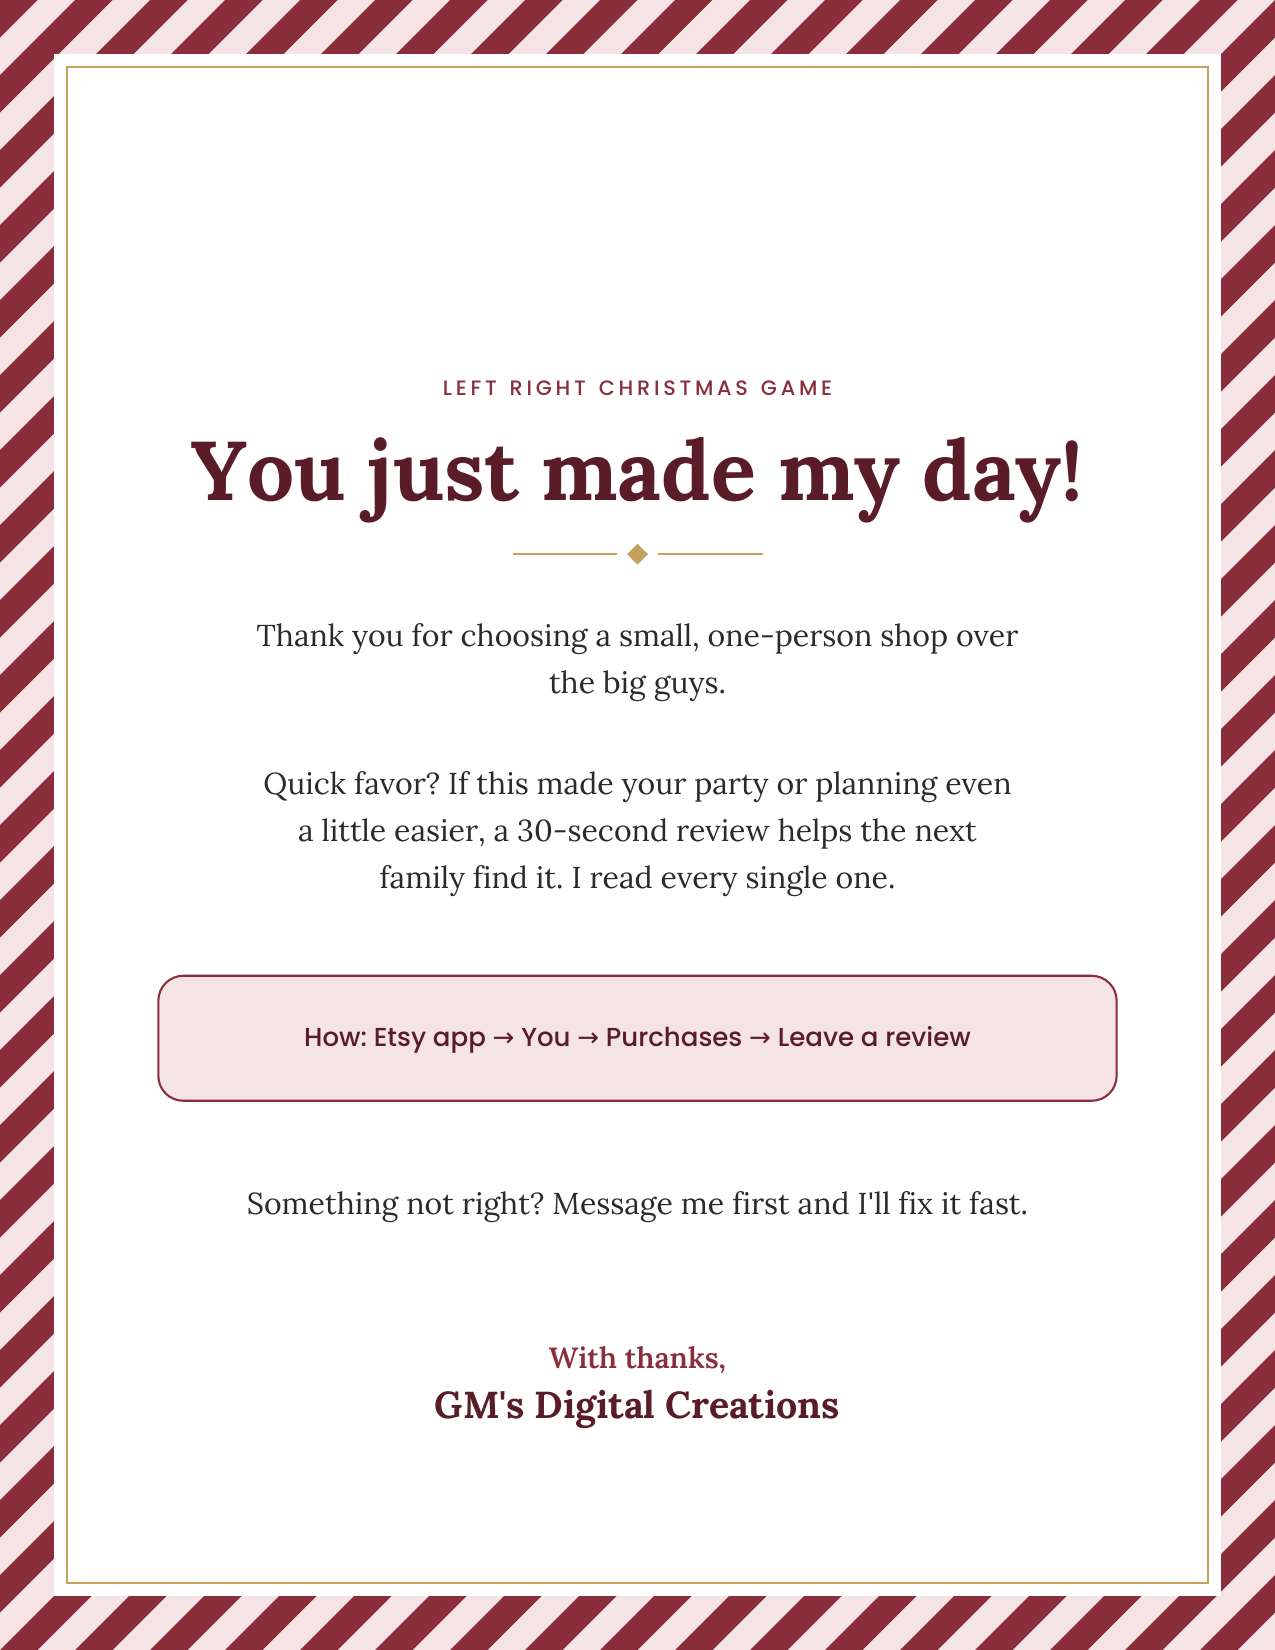 LEFT RIGHT CHRISTMAS GAME
You just made my day!
Thank you for choosing a small, one-person shop over
the big guys.
Quick favor? If this made your party or planning even
a little easier, a 30-second review helps the next
family find it. I read every single one.
How: Etsy app → You → Purchases → Leave a review
Something not right? Message me first and I'll fix it fast.
With thanks,
GM's Digital Creations